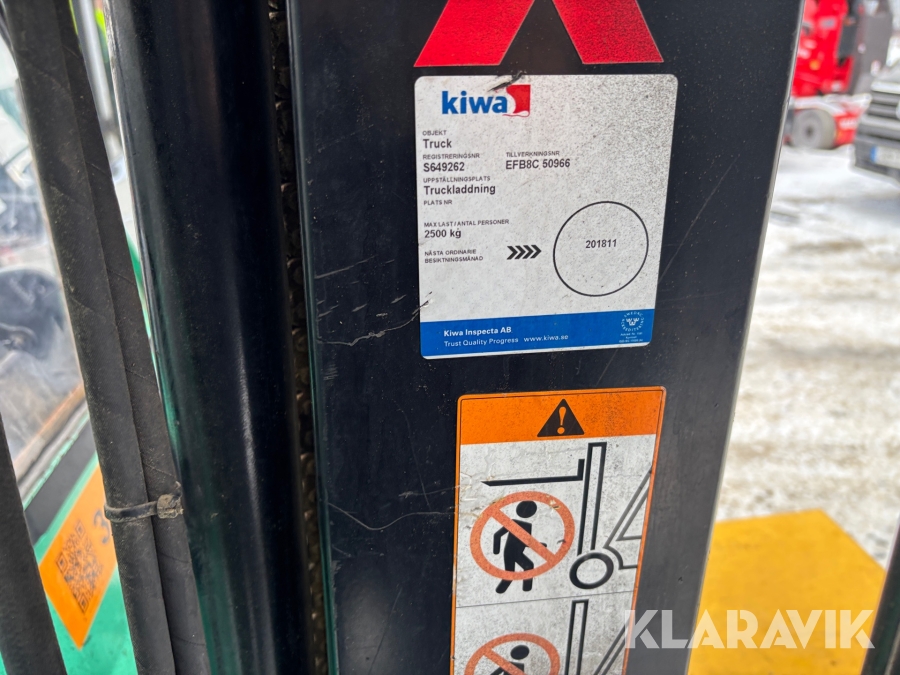 kiwa
OBJEKT
Truck
REGISTRERINGSNR TILLVERKNINGSNR
S649262 EFB8C 50966
UPPSTÄLLNINGSPLATS
Truckladdning
PLATS NR
MAX LAST / ANTAL PERSONER
2500 kg
NÄSTA ORDINARIE
BESIKTNINGSMÅNAD
201811
Kiwa Inspecta AB
Trust Quality Progress www.kiwa.se
3
KLARAVIK